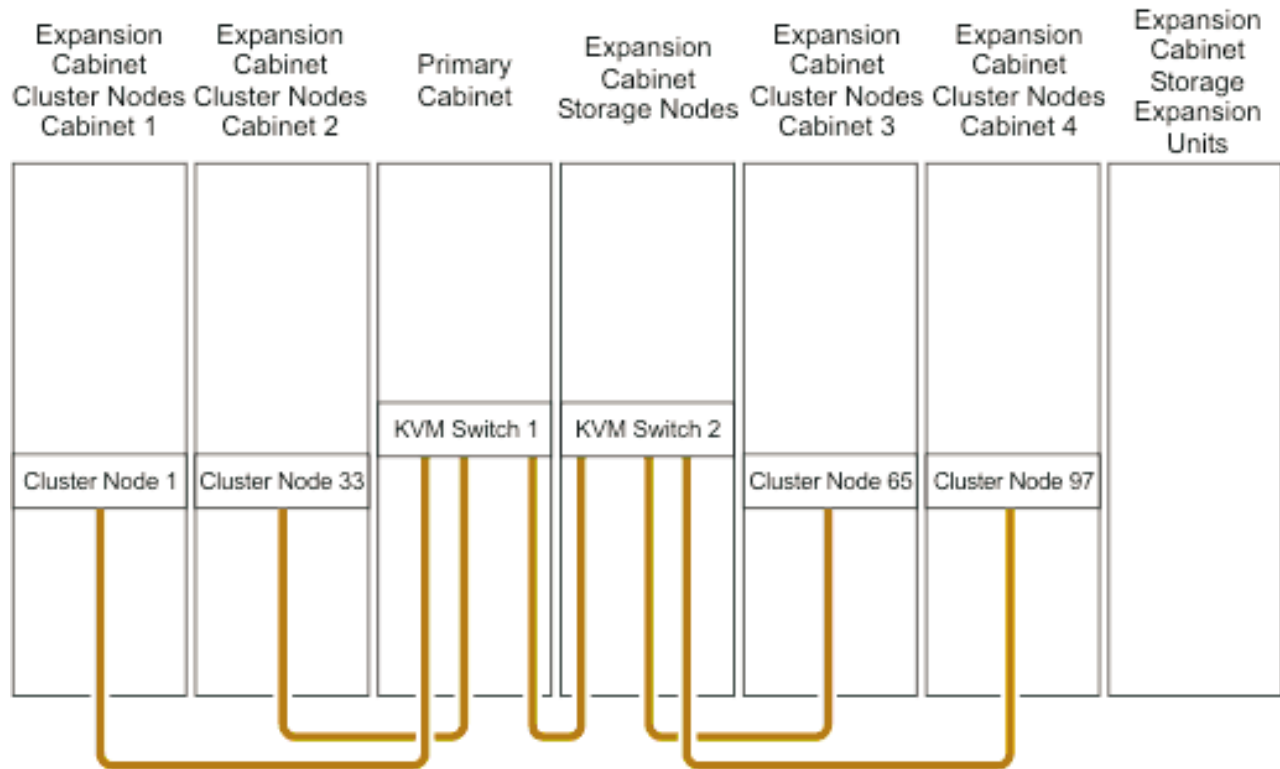 Expansion
Cabinet
Cluster Nodes
Cabinet 1
Expansion
Cabinet
Cluster Nodes
Cabinet 2
Primary
Cabinet
Expansion
Cabinet
Storage Nodes
Expansion
Cabinet
Cluster Nodes
Cabinet 3
Expansion
Cabinet
Cluster Nodes
Cabinet 4
Expansion
Cabinet
Storage
Expansion
Units
KVM Switch 1
KVM Switch 2
Cluster Node 1
Cluster Node 33
Cluster Node 65
Cluster Node 97